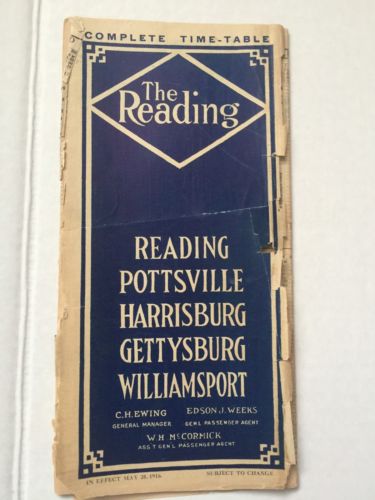 COMPLETE TIME-TABLE
The
Reading
READING
POTTSVILLE
HARRISBURG
GETTYSBURG
WILLIAMSPORT
C.H.EWING EDSON J. WEEKS
GENERAL MANAGER GEN'L PASSENGER AGENT
W.H. McCORMICK
ASS'T GEN'L PASSENGER AGENT
IN EFFECT MAY 28, 1916 SUBJECT TO CHANGE